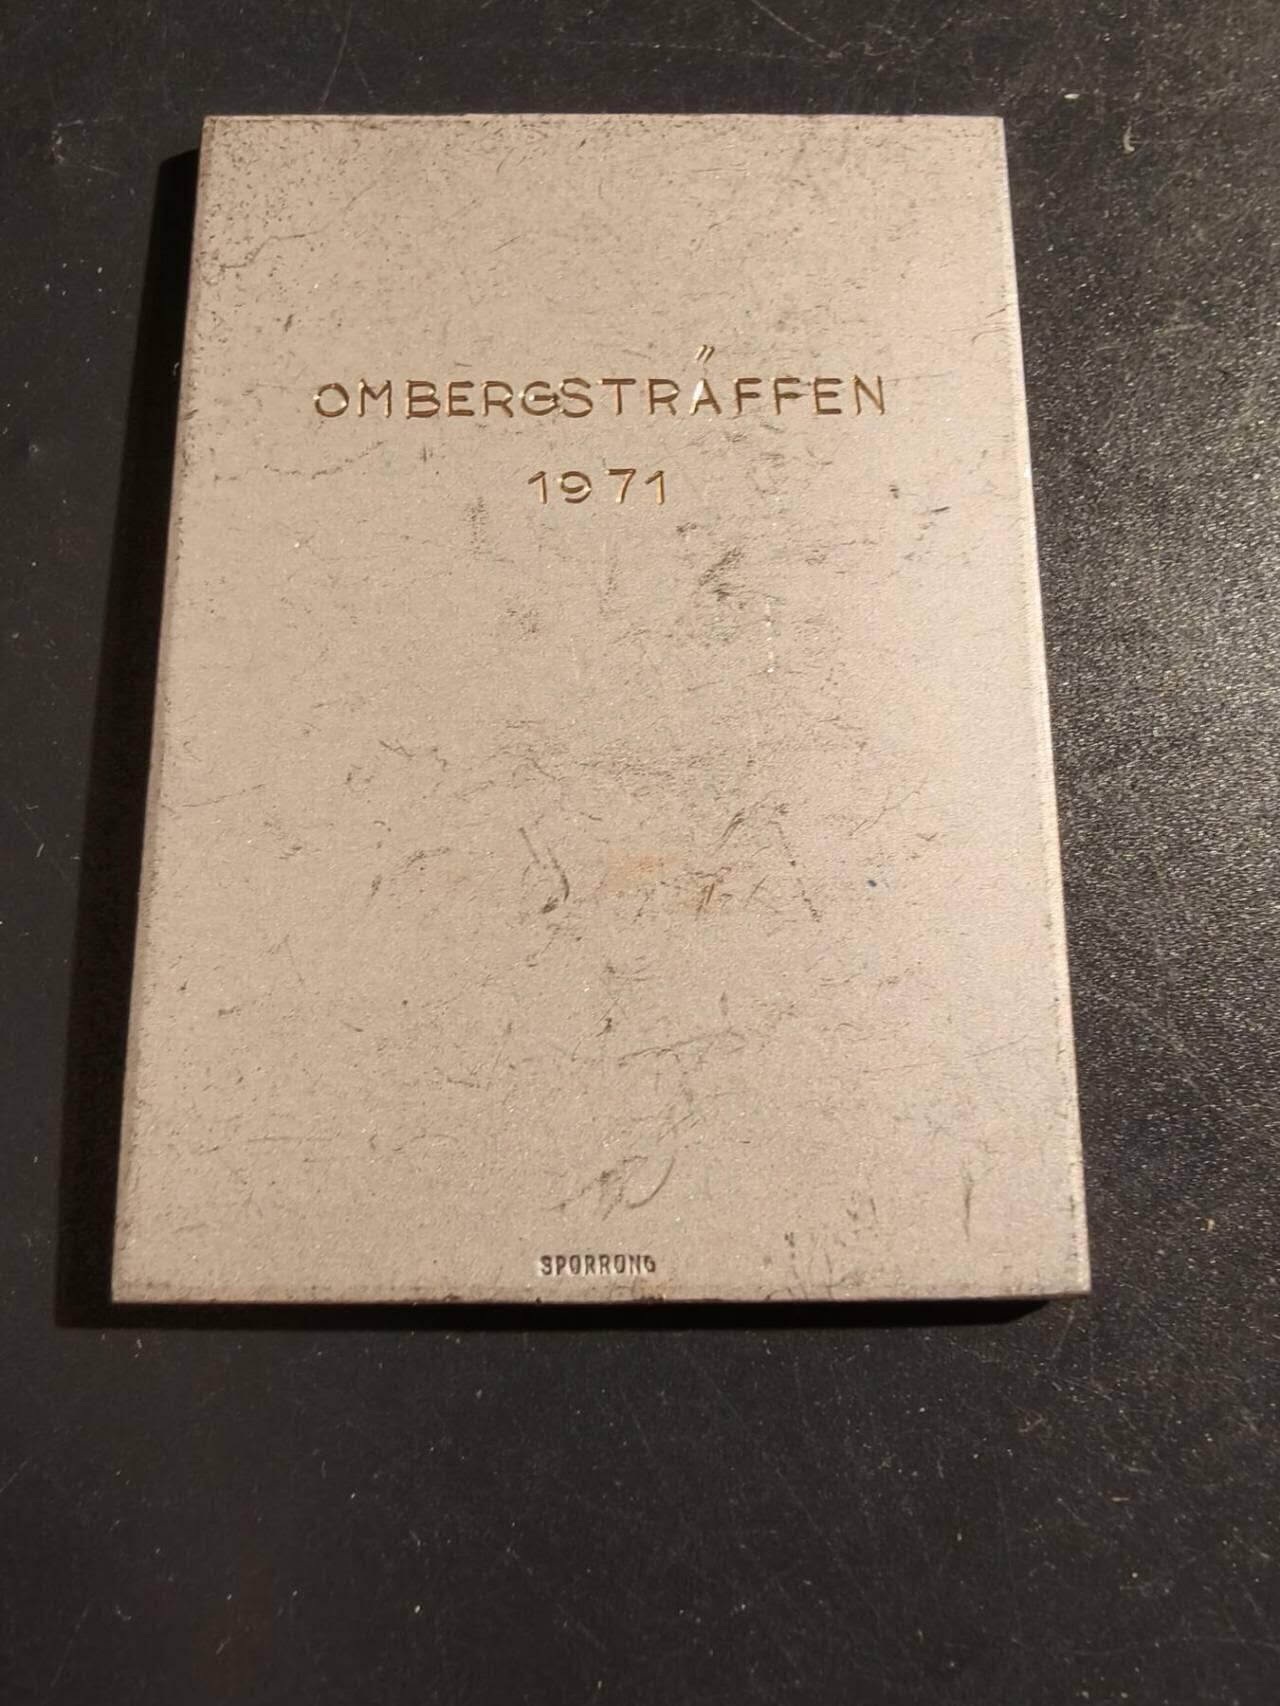 OMBERGSTRÄFFEN
1971
SPORRONG